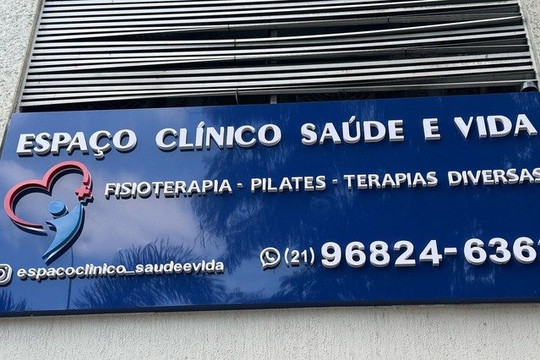 ESPAÇO CLÍNICO SAÚDE E VIDA
FISIOTERAPIA - PILATES - TERAPIAS DIVERSAS
(21) 96824-636
espacoclinico_saudeevida